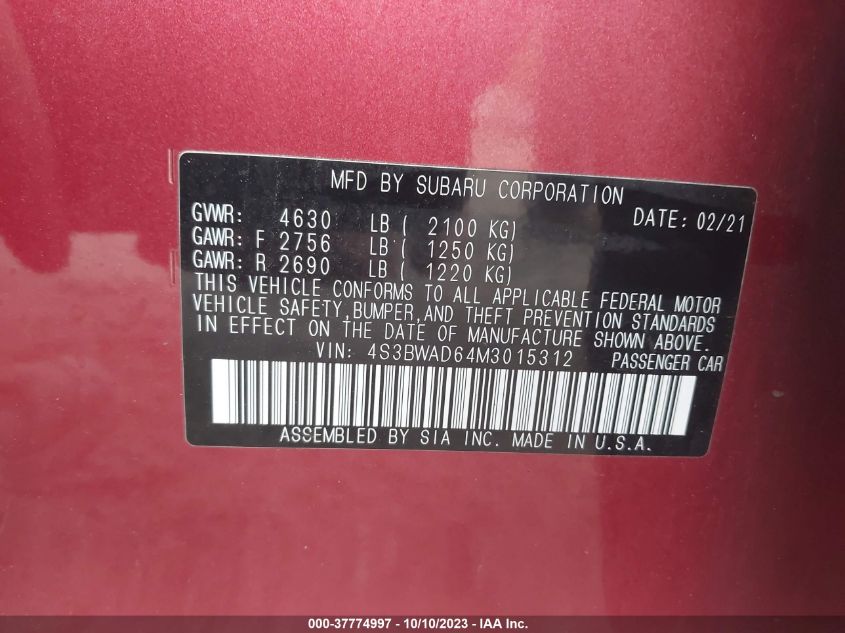 MFD BY SUBARU CORPORATION
GVWR: 4630 LB ( 2100 KG) DATE: 02/21
GAWR: F 2756 LB ( 1250 KG)
GAWR: R 2690 LB ( 1220 KG)
THIS VEHICLE CONFORMS TO ALL APPLICABLE FEDERAL MOTOR
VEHICLE SAFETY, BUMPER, AND THEFT PREVENTION STANDARDS
IN EFFECT ON THE DATE OF MANUFACTURE SHOWN ABOVE.
VIN: 4S3BWAD64M3015312 PASSENGER CAR
ASSEMBLED BY SIA INC. MADE IN U.S.A.
000-37774997 - 10/10/2023 - IAA Inc.